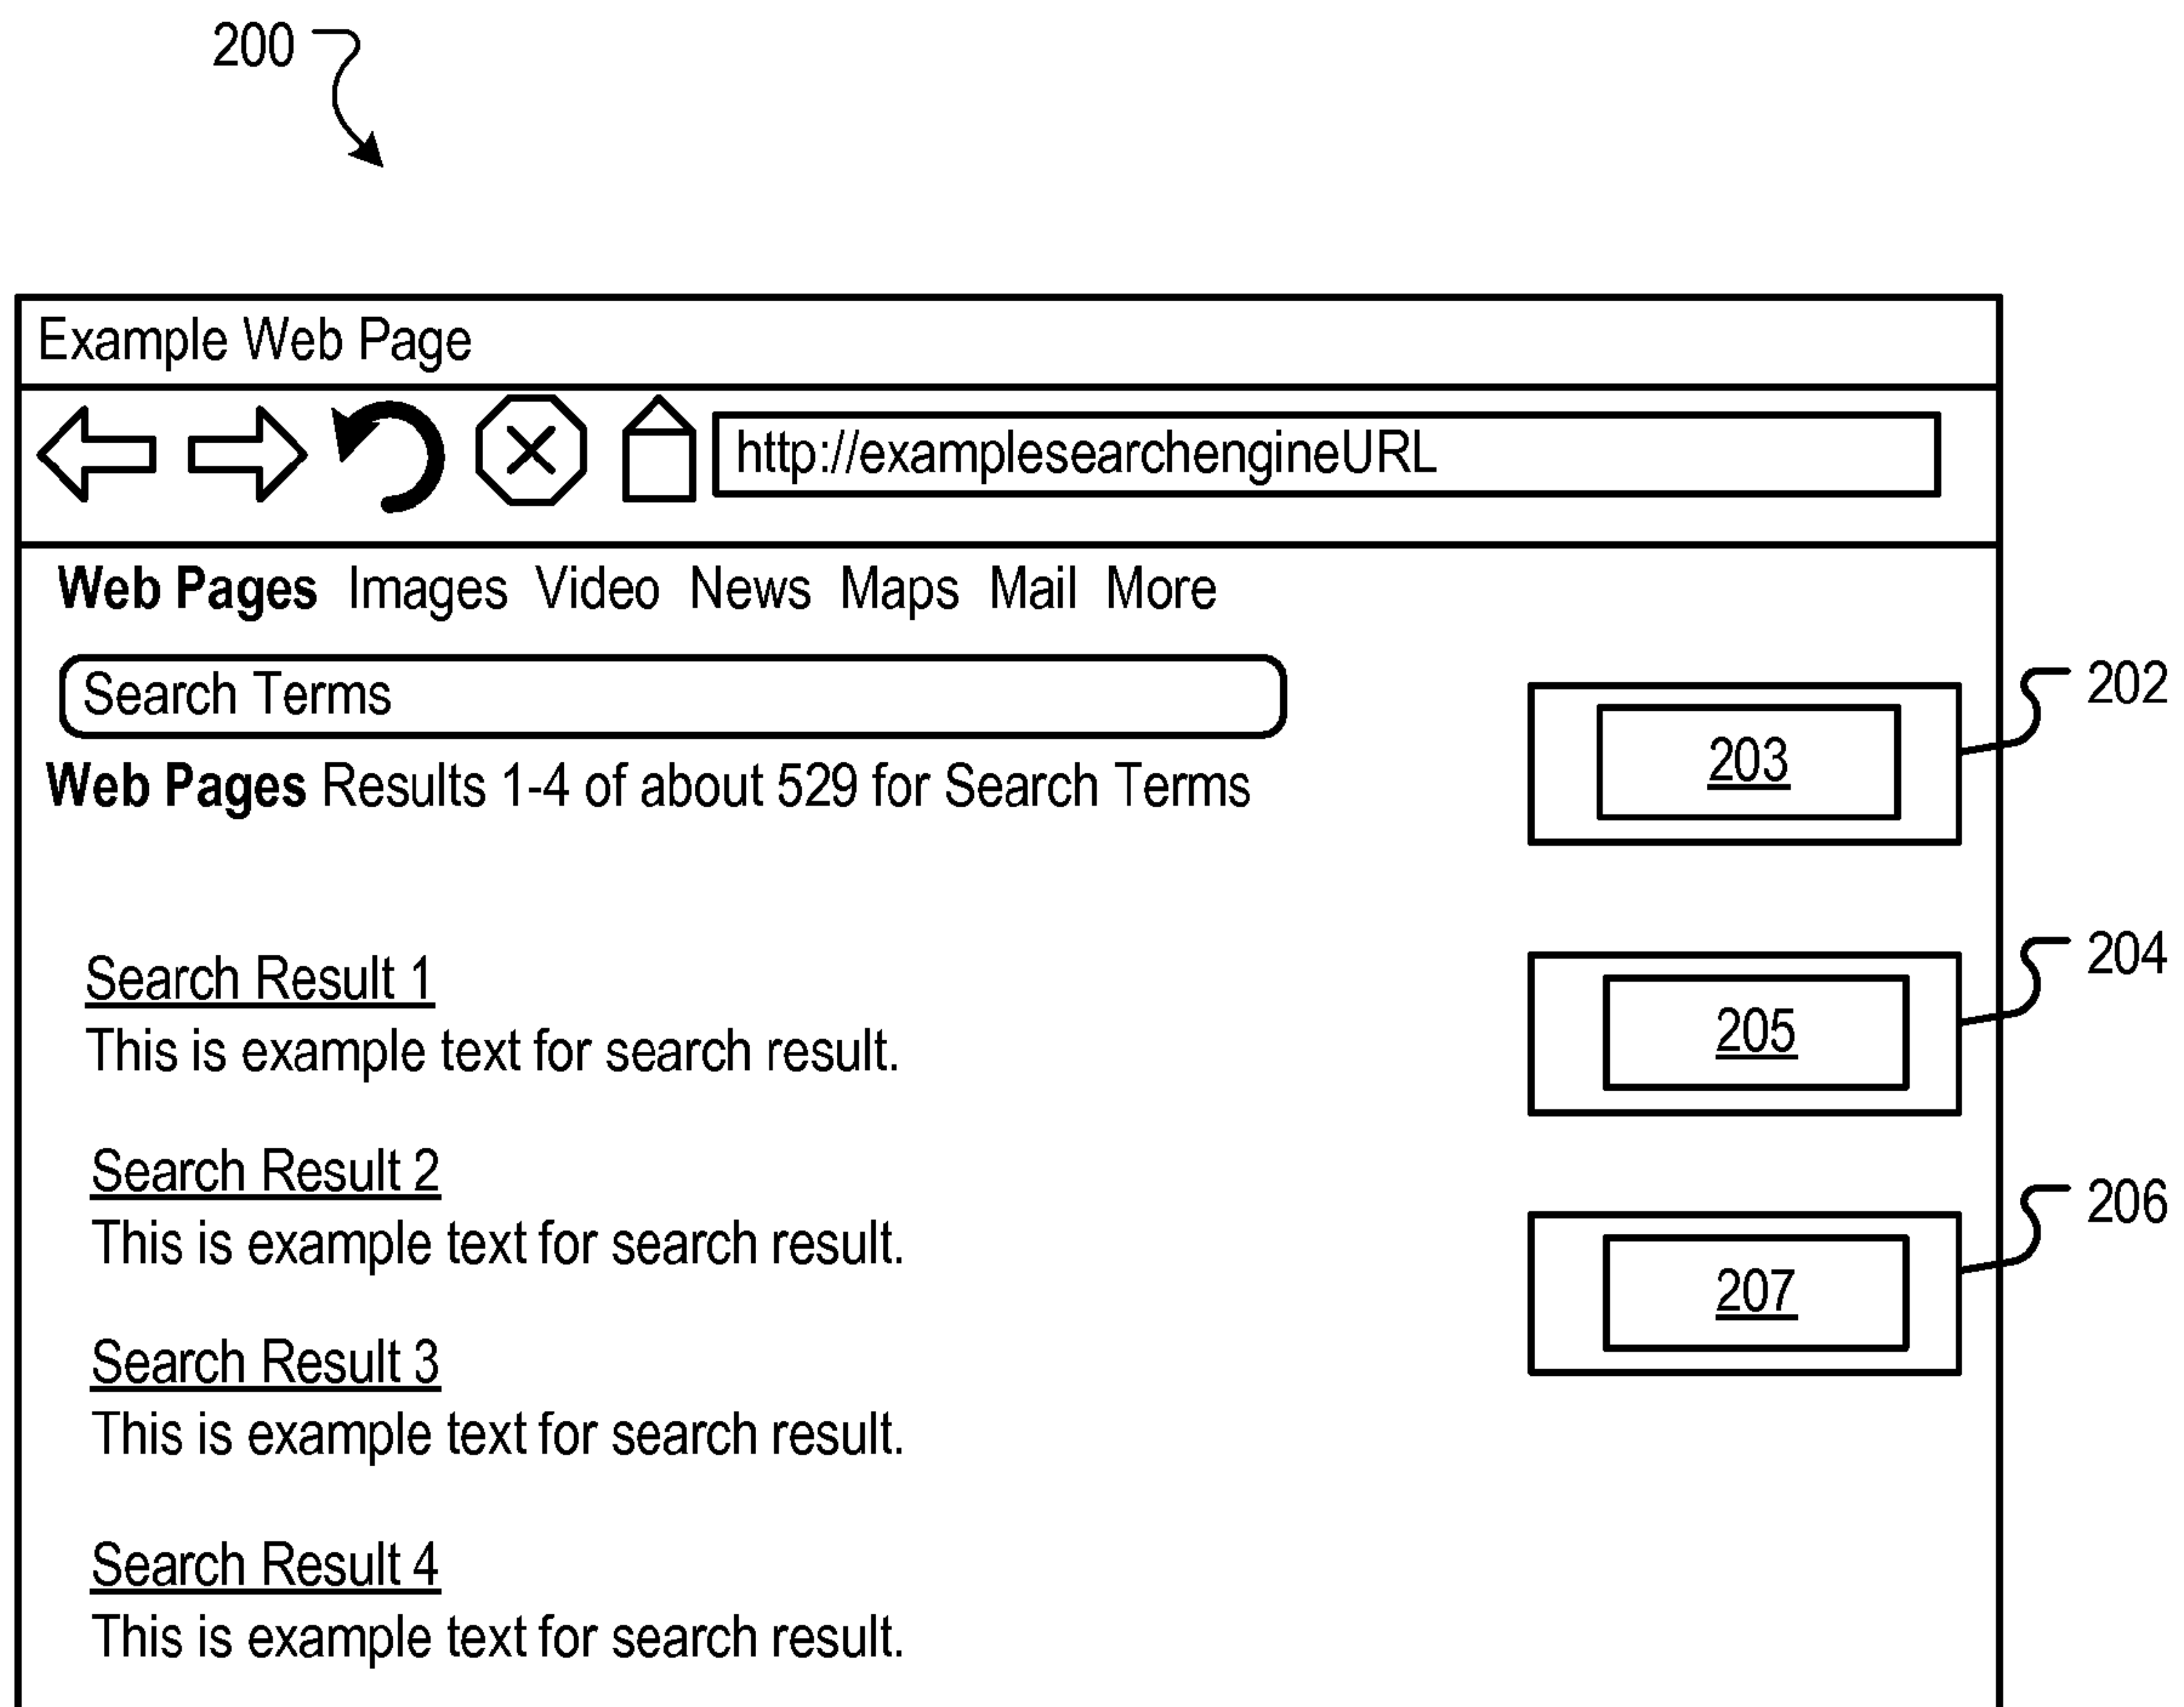 200
Example Web Page
http://examplesearchengineURL
Web Pages Images Video News Maps Mail More
Search Terms
Web Pages Results 1-4 of about 529 for Search Terms
202
203
Search Result 1
This is example text for search result.
204
205
Search Result 2
This is example text for search result.
206
207
Search Result 3
This is example text for search result.
Search Result 4
This is example text for search result.